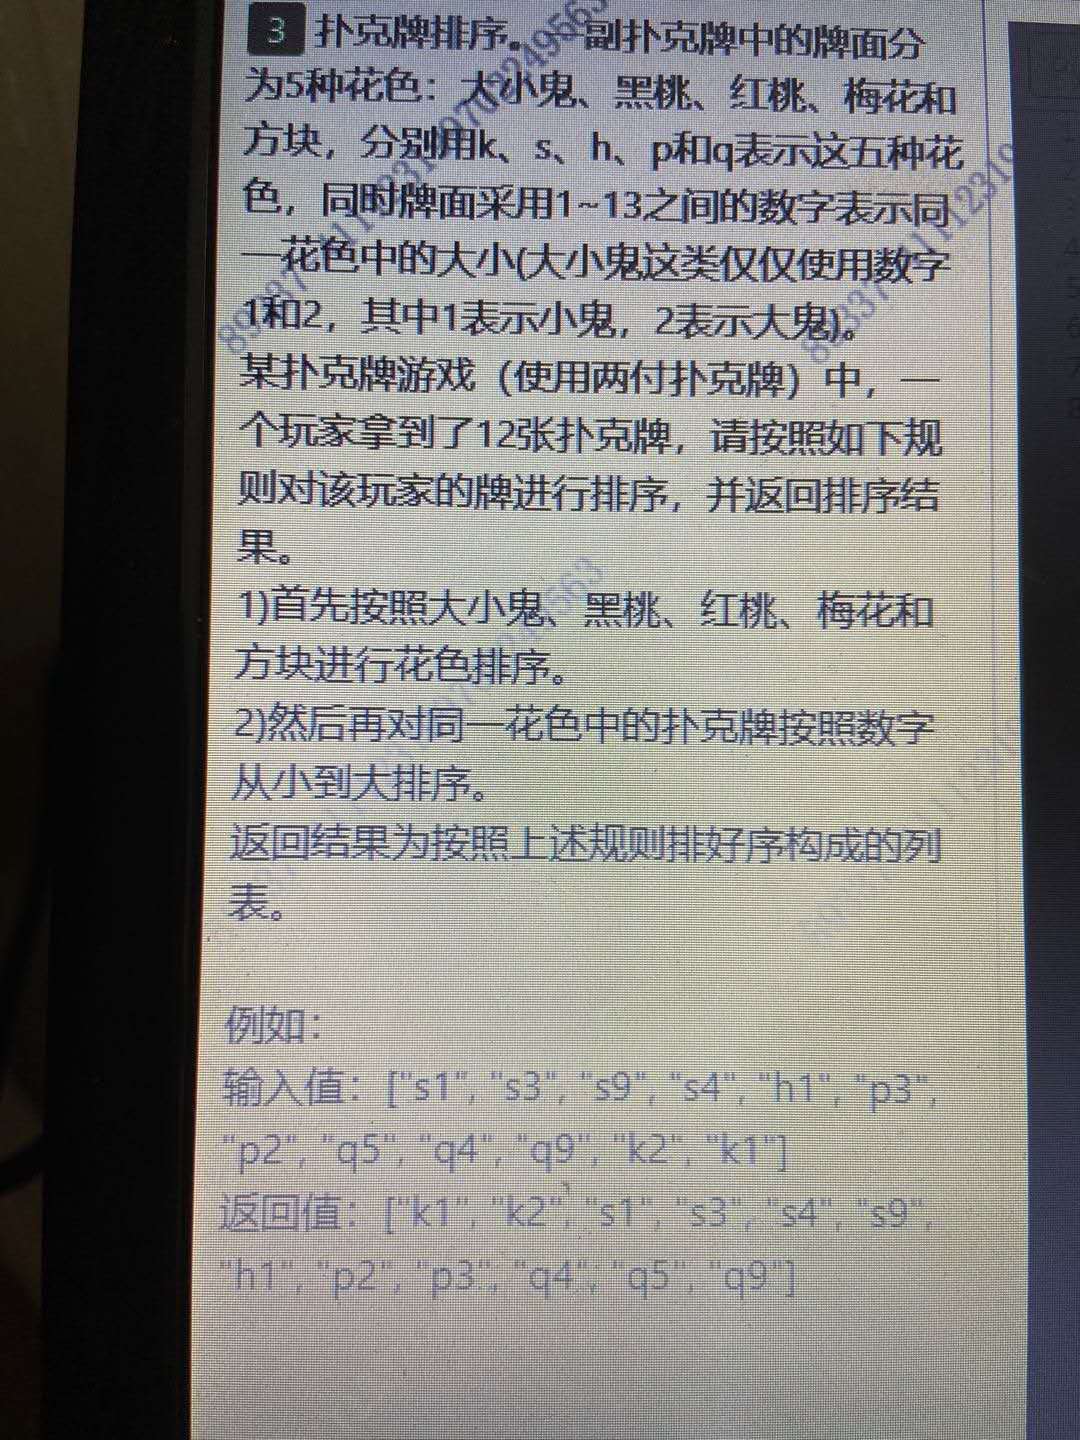 3 扑克牌排序。一副扑克牌中的牌面分
为5种花色：大小鬼、黑桃、红桃、梅花和
方块，分别用k、s、h、p和q表示这五种花
色，同时牌面采用1~13之间的数字表示同
一花色中的大小(大小鬼这类仅仅使用数字
1和2，其中1表示小鬼，2表示大鬼)。
某扑克牌游戏（使用两付扑克牌）中，一
个玩家拿到了12张扑克牌，请按照如下规
则对该玩家的牌进行排序，并返回排序结
果。
1)首先按照大小鬼、黑桃、红桃、梅花和
方块进行花色排序。
2)然后再对同一花色中的扑克牌按照数字
从小到大排序。
返回结果为按照上述规则排好序构成的列
表。
例如：
输入值：["s1", "s3", "s9", "s4", "h1", "p3",
"p2", "q5", "q4", "q9", "k2", "k1"]
返回值：["k1", "k2", "s1", "s3", "s4", "s9",
"h1", "p2", "p3", "q4", "q5", "q9"]